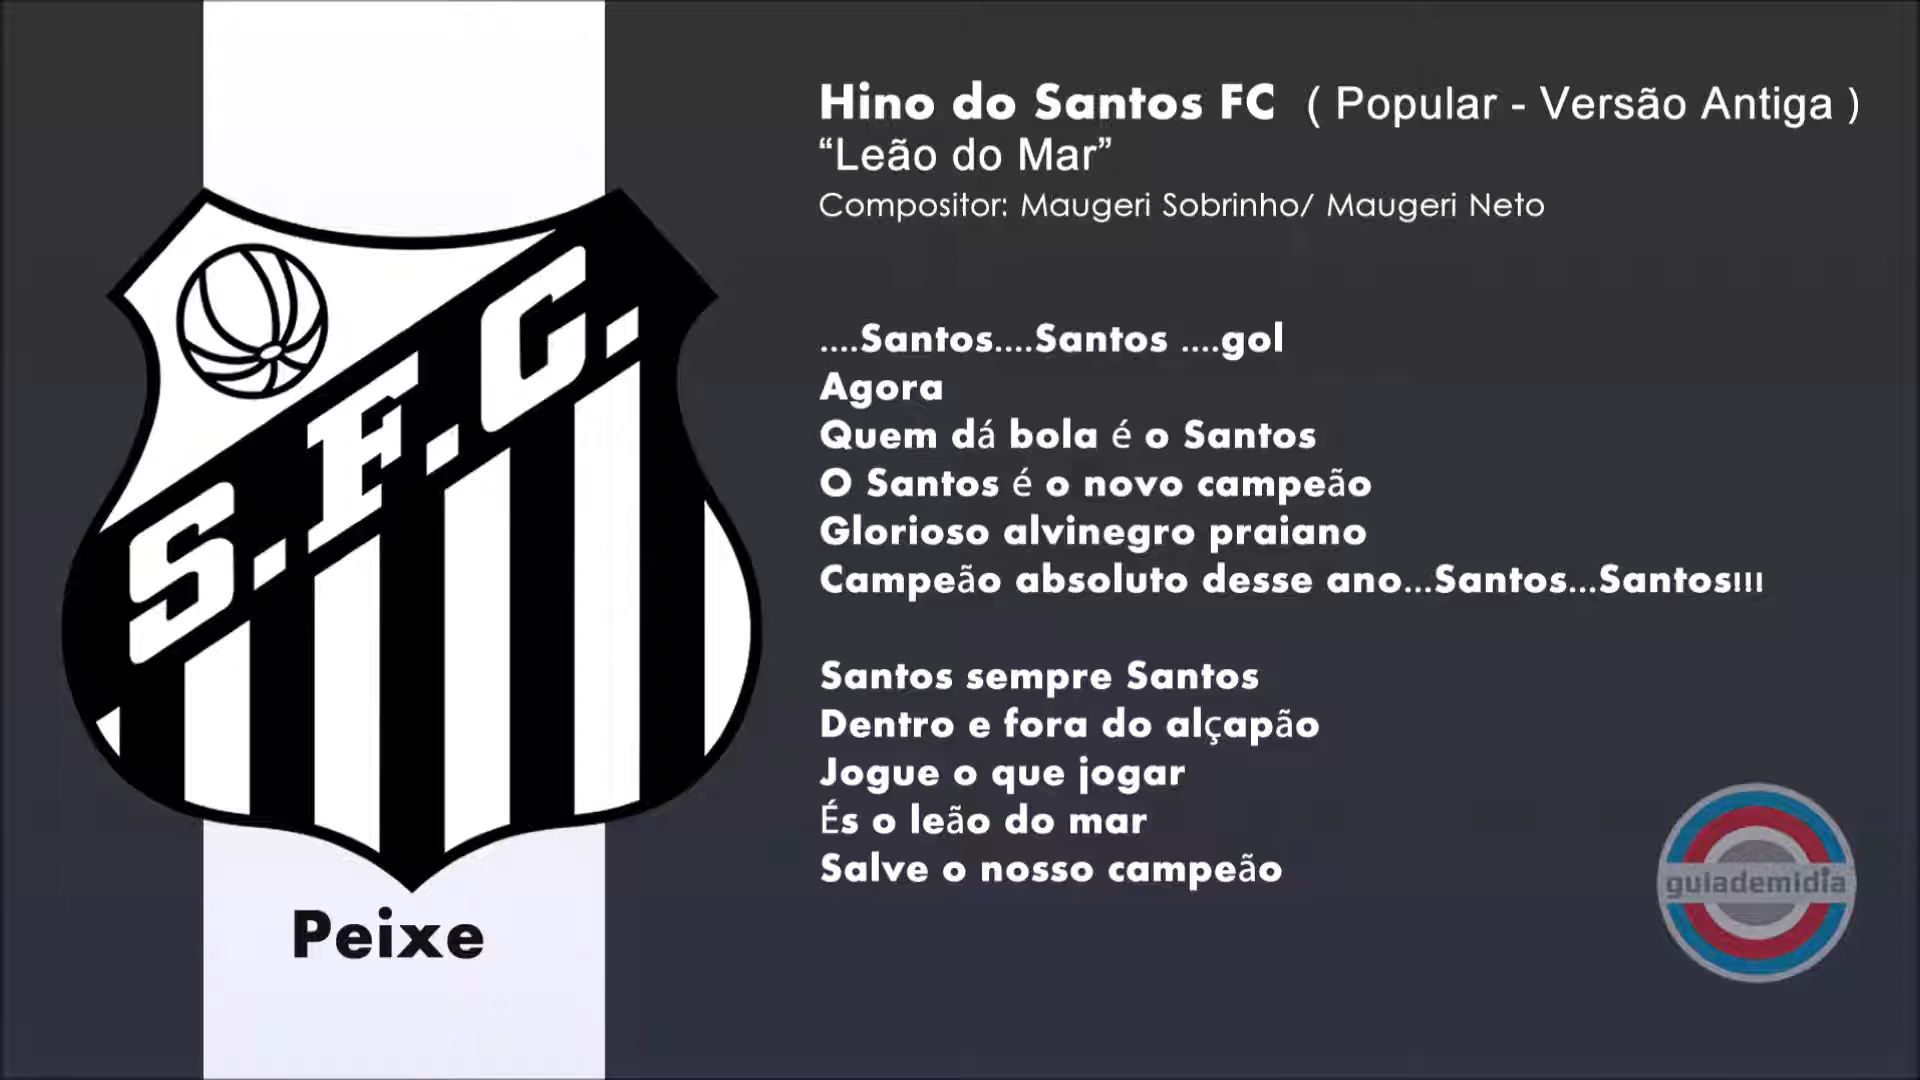 Hino do Santos FC ( Popular - Versão Antiga )
“Leão do Mar”
Compositor: Maugeri Sobrinho/ Maugeri Neto
....Santos....Santos ....gol
Agora
Quem dá bola é o Santos
O Santos é o novo campeão
Glorioso alvinegro praiano
Campeão absoluto desse ano...Santos...Santos!!!
Santos sempre Santos
Dentro e fora do alçapão
Jogue o que jogar
És o leão do mar
Salve o nosso campeão
S.F.C.
Peixe
guiademidia